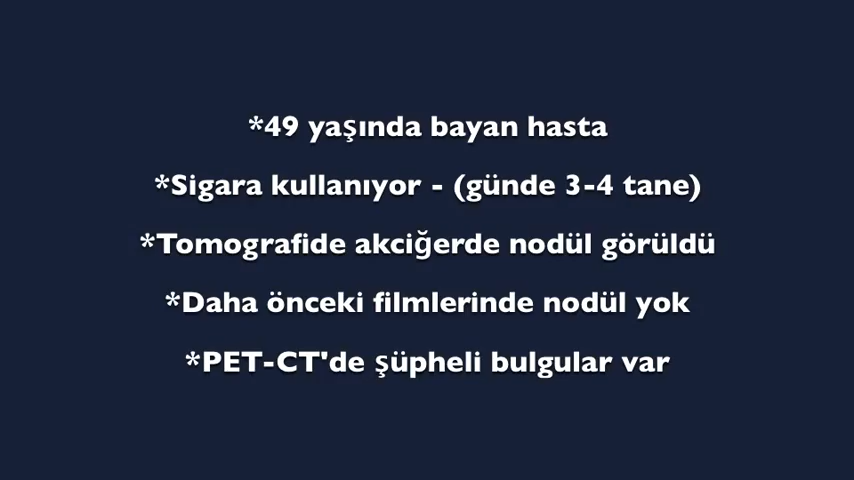 *49 yaşında bayan hasta
*Sigara kullanıyor - (günde 3-4 tane)
*Tomografide akciğerde nodül görüldü
*Daha önceki filmlerinde nodül yok
*PET-CT'de şüpheli bulgular var